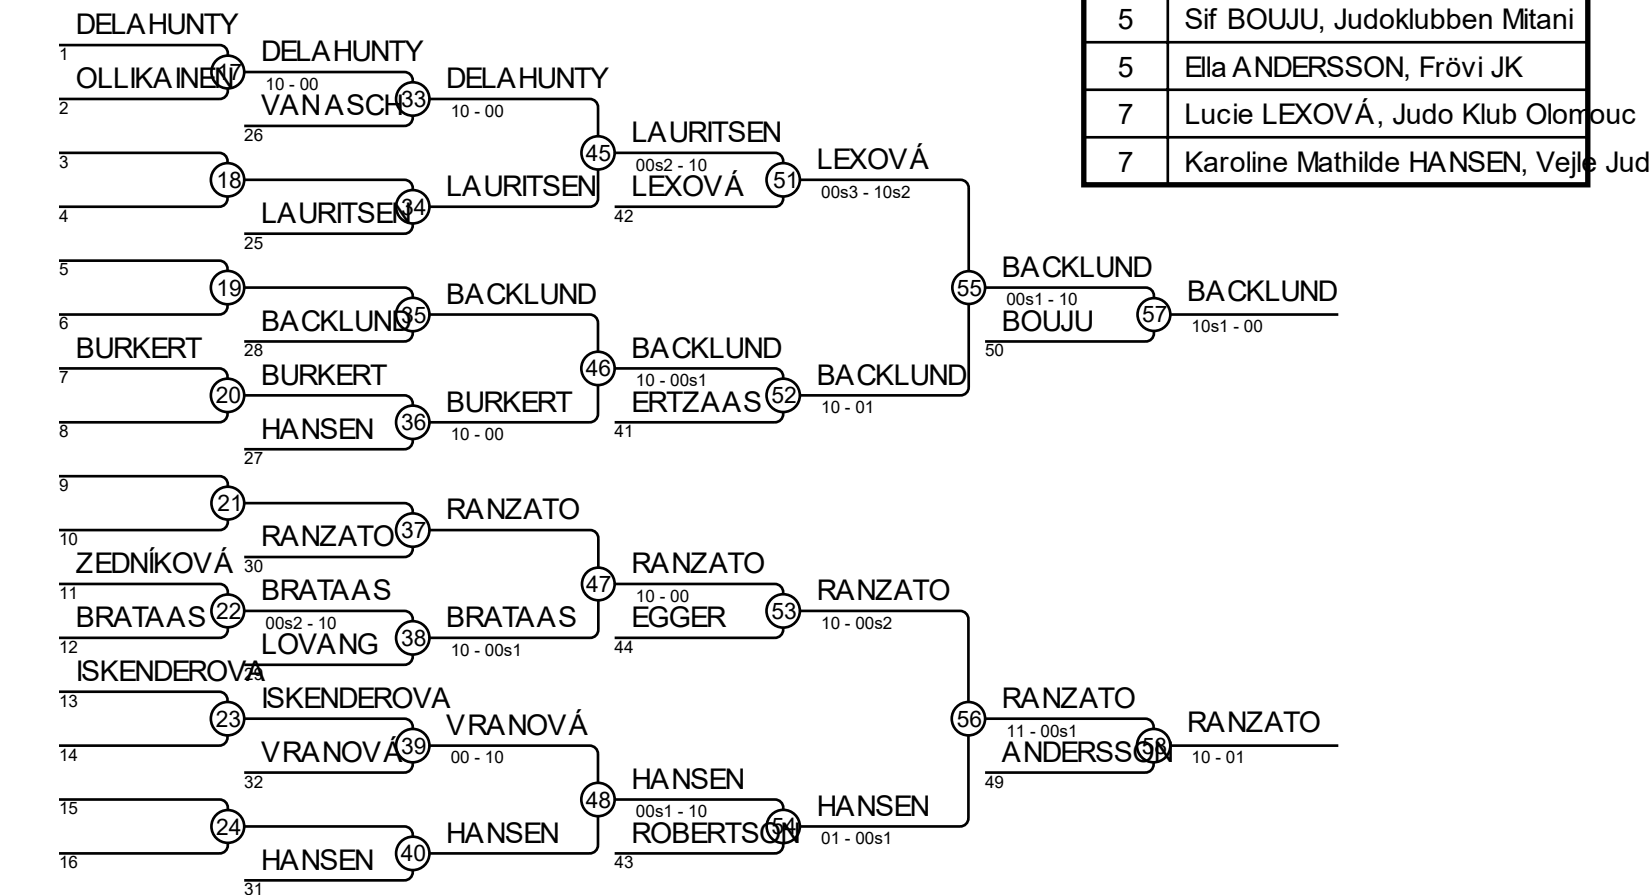 DELAHUNTY
1
OLLIKAINEN
2
17
DELAHUNTY
10 - 00
VAN ASCH
26
33
DELAHUNTY
10 - 00
3
4
18
LAURITSEN
25
34
LAURITSEN
45
LAURITSEN
00s2 - 10
LEXOVÁ
42
51
LEXOVÁ
00s3 - 10s2
5
6
19
BACKLUND
28
35
BACKLUND
BURKERT
7
8
20
BURKERT
HANSEN
27
36
BURKERT
10 - 00
46
BACKLUND
10 - 00s1
ERTZAAS
41
52
BACKLUND
10 - 01
55
BACKLUND
00s1 - 10
BOUJU
50
57
BACKLUND
10s1 - 00
9
10
21
RANZATO
30
37
RANZATO
ZEDNÍKOVÁ
11
BRATAAS
12
22
BRATAAS
00s2 - 10
LOVANG
29
38
BRATAAS
10 - 00s1
47
RANZATO
10 - 00
EGGER
44
53
RANZATO
10 - 00s2
ISKENDEROVA
13
14
23
ISKENDEROVA
VRANOVÁ
32
39
VRANOVÁ
00 - 10
15
16
24
HANSEN
31
40
HANSEN
48
HANSEN
00s1 - 10
ROBERTSON
43
54
HANSEN
01 - 00s1
56
RANZATO
11 - 00s1
ANDERSSON
49
58
RANZATO
10 - 01
5 Sif BOUJU, Judoklubben Mitani
5 Ella ANDERSSON, Frövi JK
7 Lucie LEXOVÁ, Judo Klub Olomouc
7 Karoline Mathilde HANSEN, Vejle Jud